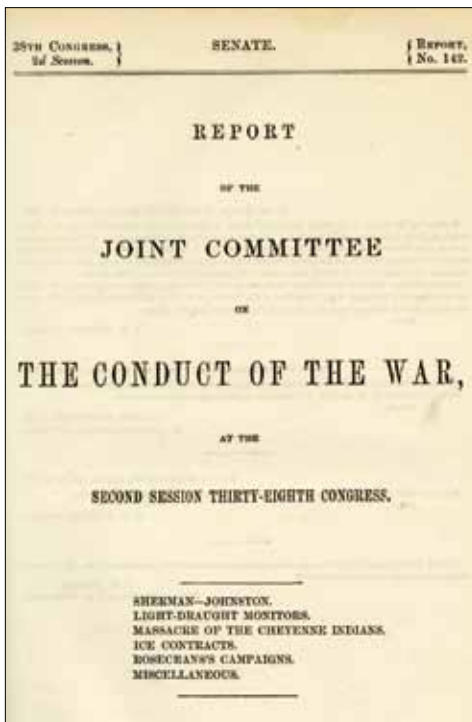 38TH CONGRESS, } SENATE. { REPORT,
2d Session. } { No. 142.
REPORT
OF THE
JOINT COMMITTEE
ON
THE CONDUCT OF THE WAR,
AT THE
SECOND SESSION THIRTY-EIGHTH CONGRESS.
SHERMAN—JOHNSTON.
LIGHT-DRAUGHT MONITORS.
MASSACRE OF THE CHEYENNE INDIANS.
ICE CONTRACTS.
ROSECRANS'S CAMPAIGNS.
MISCELLANEOUS.